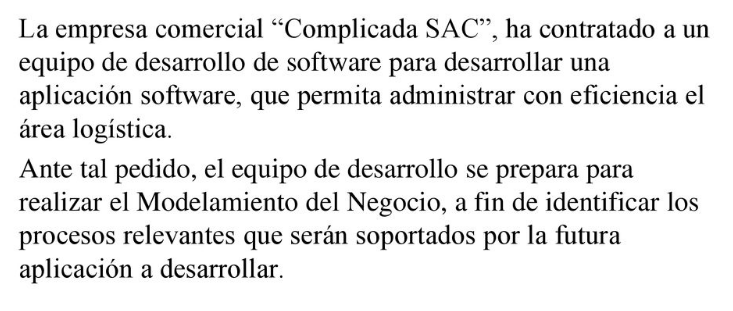 La empresa comercial “Complicada SAC”, ha contratado a un
equipo de desarrollo de software para desarrollar una
aplicación software, que permita administrar con eficiencia el
área logística.
Ante tal pedido, el equipo de desarrollo se prepara para
realizar el Modelamiento del Negocio, a fin de identificar los
procesos relevantes que serán soportados por la futura
aplicación a desarrollar.